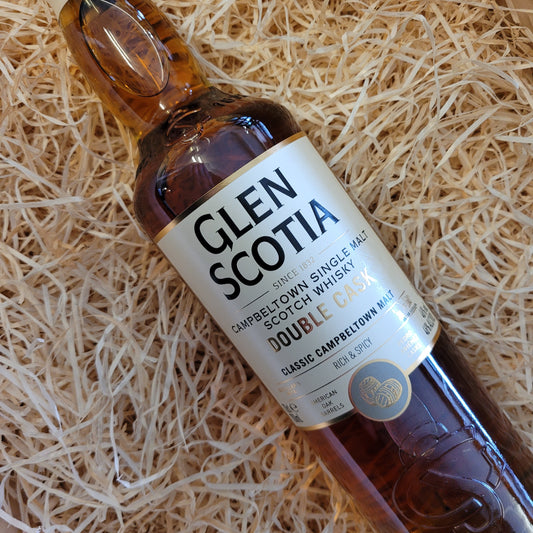 GLEN
SCOTIA
SINCE 1832
CAMPBELTOWN SINGLE MALT
SCOTCH WHISKY
DOUBLE CASK
CLASSIC CAMPBELTOWN MALT
RICH & SPICY
AMERICAN
OAK
BARRELS